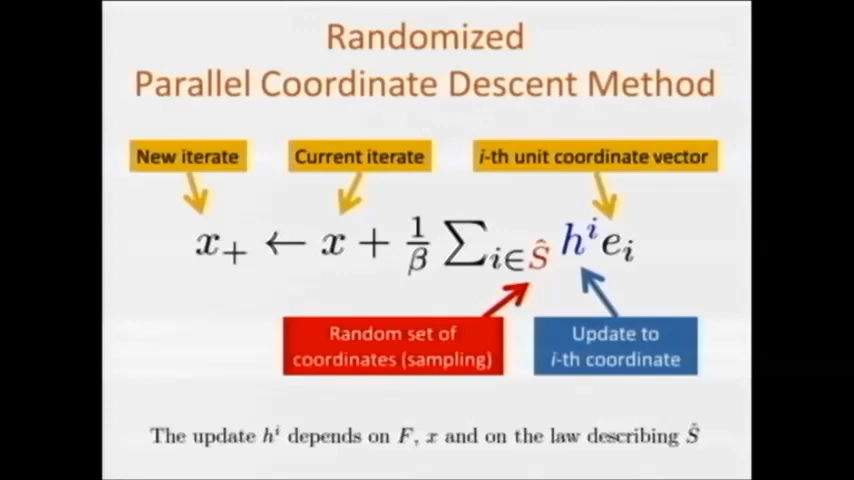 Randomized
Parallel Coordinate Descent Method
New iterate
Current iterate
i-th unit coordinate vector
x₊ ← x + 1/β ∑_{i∈Ŝ} hⁱeᵢ
Random set of
coordinates (sampling)
Update to
i-th coordinate
The update hⁱ depends on F, x and on the law describing Ŝ